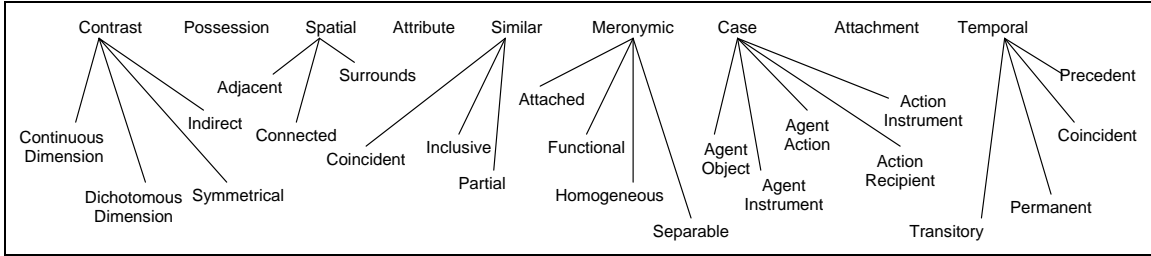 Contrast Possession Spatial Attribute Similar Meronymic Case Attachment Temporal
Continuous
Dimension
Dichotomous
Dimension
Symmetrical
Indirect
Adjacent
Connected
Surrounds
Coincident
Inclusive
Partial
Attached
Functional
Homogeneous
Separable
Agent
Object
Agent
Instrument
Agent
Action
Action
Recipient
Action
Instrument
Transitory
Permanent
Coincident
Precedent